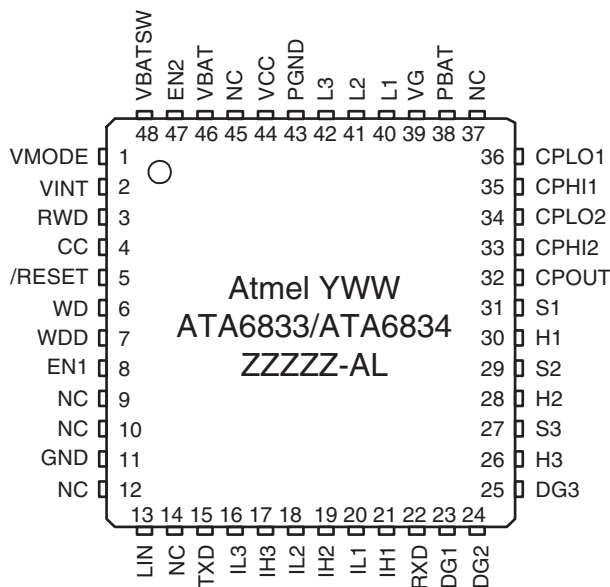 VBATSW EN2 VBAT NC VCC PGND L3 L2 L1 VG PBAT NC
48 47 46 45 44 43 42 41 40 39 38 37
VMODE 1 36 CPLO1
VINT 2 35 CPHI1
RWD 3 34 CPLO2
CC 4 33 CPHI2
/RESET 5 32 CPOUT
WD 6 31 S1
WDD 7 30 H1
EN1 8 29 S2
NC 9 28 H2
NC 10 27 S3
GND 11 26 H3
NC 12 25 DG3
Atmel YWW
ATA6833/ATA6834
ZZZZZ-AL
13 14 15 16 17 18 19 20 21 22 23 24
LIN NC TXD IL3 IH3 IL2 IH2 IL1 IH1 RXD DG1 DG2